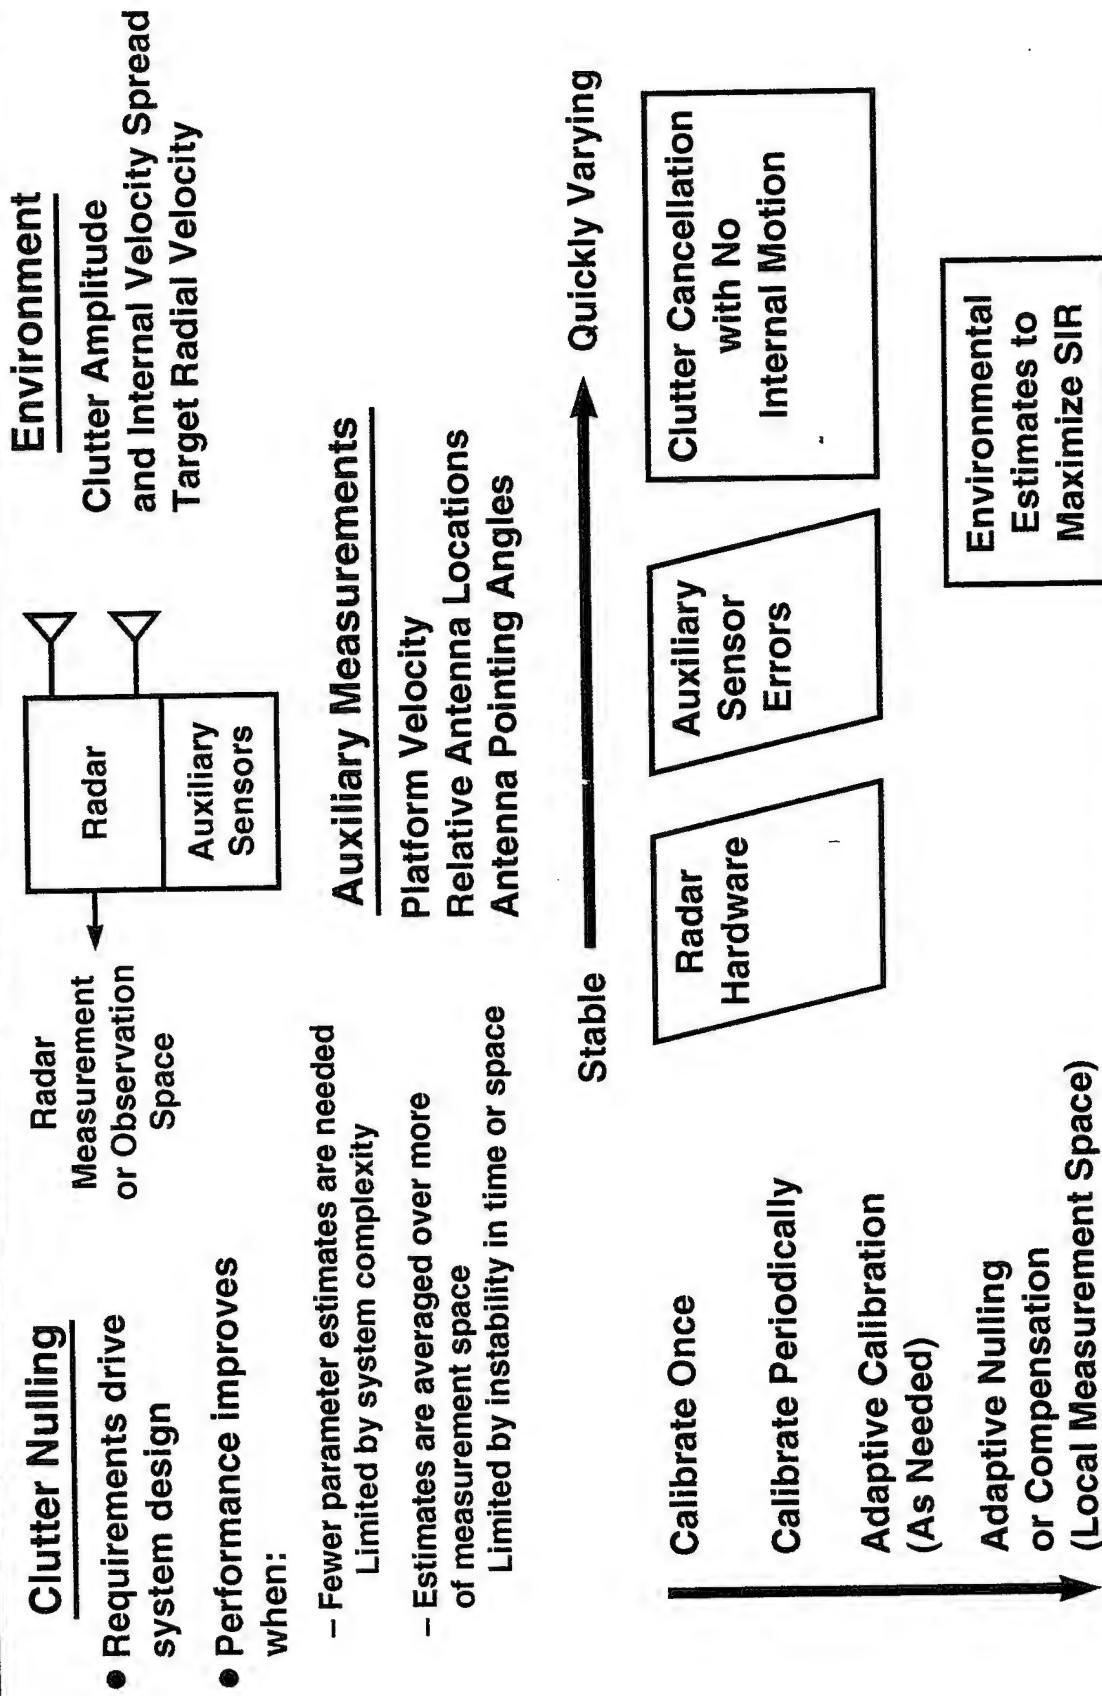 Clutter Nulling
● Requirements drive
system design
● Performance improves
when:
– Fewer parameter estimates are needed
Limited by system complexity
– Estimates are averaged over more
of measurement space
Limited by instability in time or space
Radar
Measurement
or Observation
Space
Radar
Auxiliary
Sensors
Environment
Clutter Amplitude
and Internal Velocity Spread
Target Radial Velocity
Auxiliary Measurements
Platform Velocity
Relative Antenna Locations
Antenna Pointing Angles
Stable
Quickly Varying
Calibrate Once
Calibrate Periodically
Adaptive Calibration
(As Needed)
Adaptive Nulling
or Compensation
(Local Measurement Space)
Radar
Hardware
Auxiliary
Sensor
Errors
Clutter Cancellation
with No
Internal Motion
Environmental
Estimates to
Maximize SIR